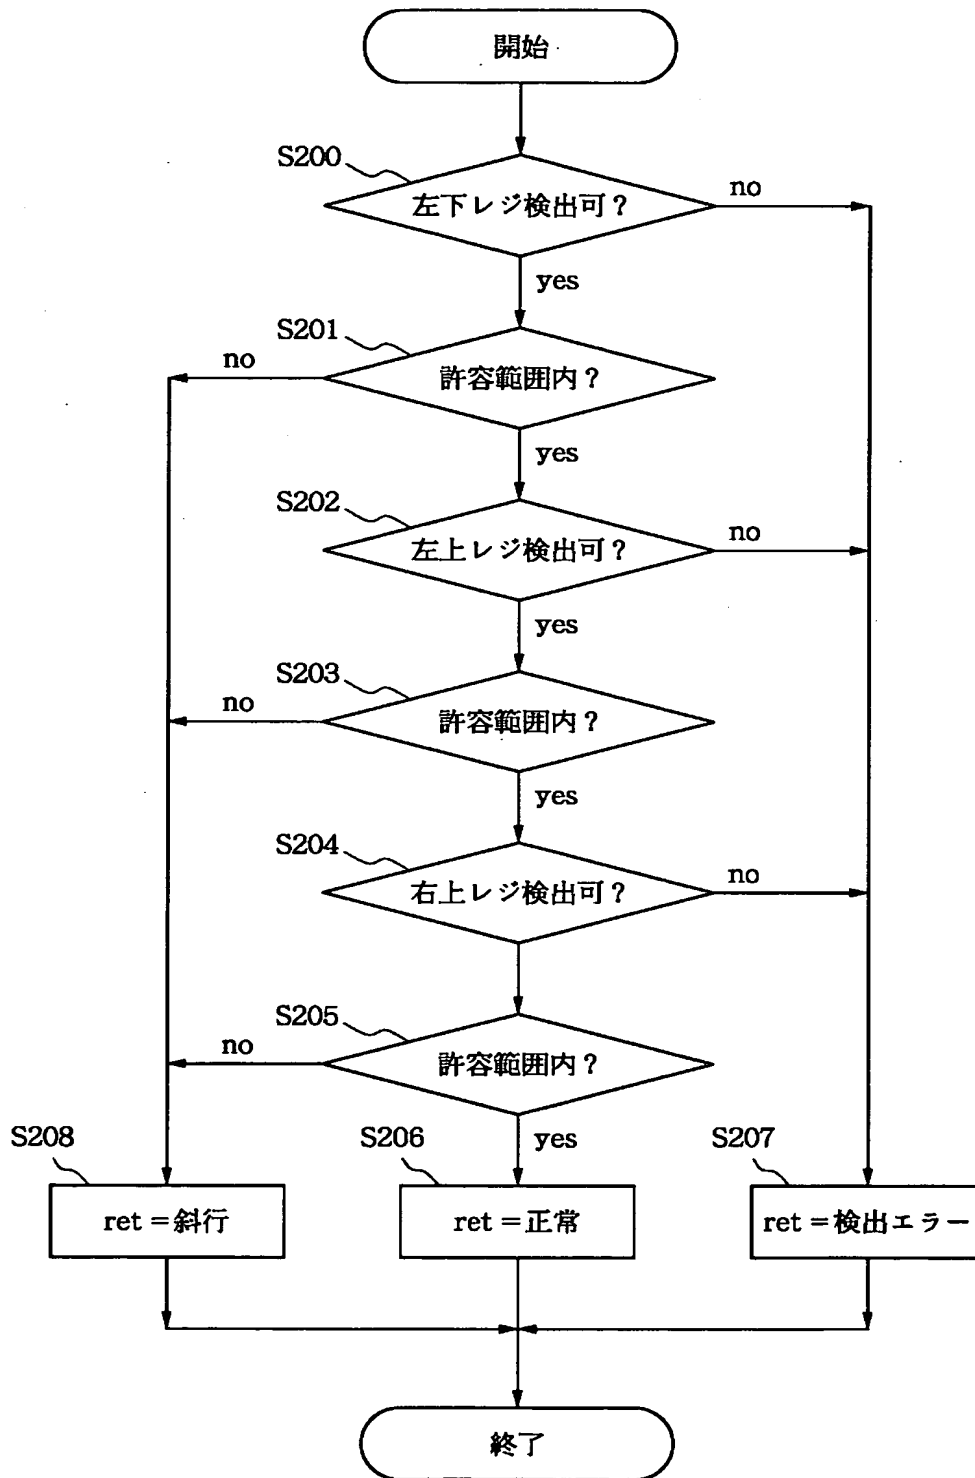 開始
S200
左下レジ検出可?
no
yes
S201
no
許容範囲内?
yes
S202
左上レジ検出可?
no
yes
S203
no
許容範囲内?
yes
S204
右上レジ検出可?
no
S205
no
許容範囲内?
yes
S208
S206
S207
ret=斜行
ret=正常
ret=検出エラー
終了